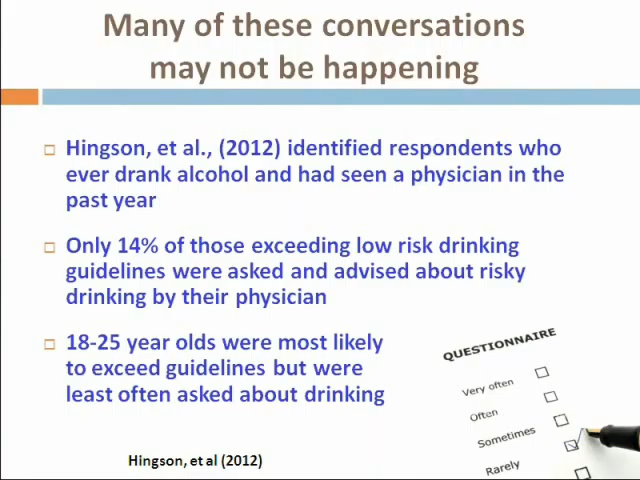 Many of these conversations
may not be happening
Hingson, et al., (2012) identified respondents who
ever drank alcohol and had seen a physician in the
past year
Only 14% of those exceeding low risk drinking
guidelines were asked and advised about risky
drinking by their physician
18-25 year olds were most likely
to exceed guidelines but were
least often asked about drinking
QUESTIONNAIRE
Very often
Often
Sometimes
Rarely
Hingson, et al (2012)